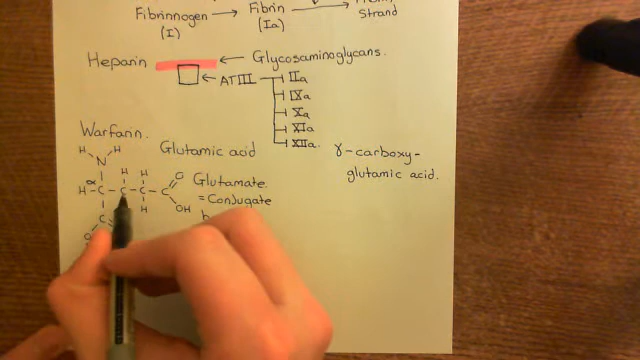 Fibrinnogen → Fibrin → 
(I) (Ia) Strand
Heparin ← Glycosaminoglycans.
← ATIII IIa
IXa
Xa
XIa
XIIa.
Warfarin.
Glutamic acid γ-carboxy-
glutamic acid.
H H
N
H H O
H-Cα-C-C-C Glutamate
H OH = Conjugate
C